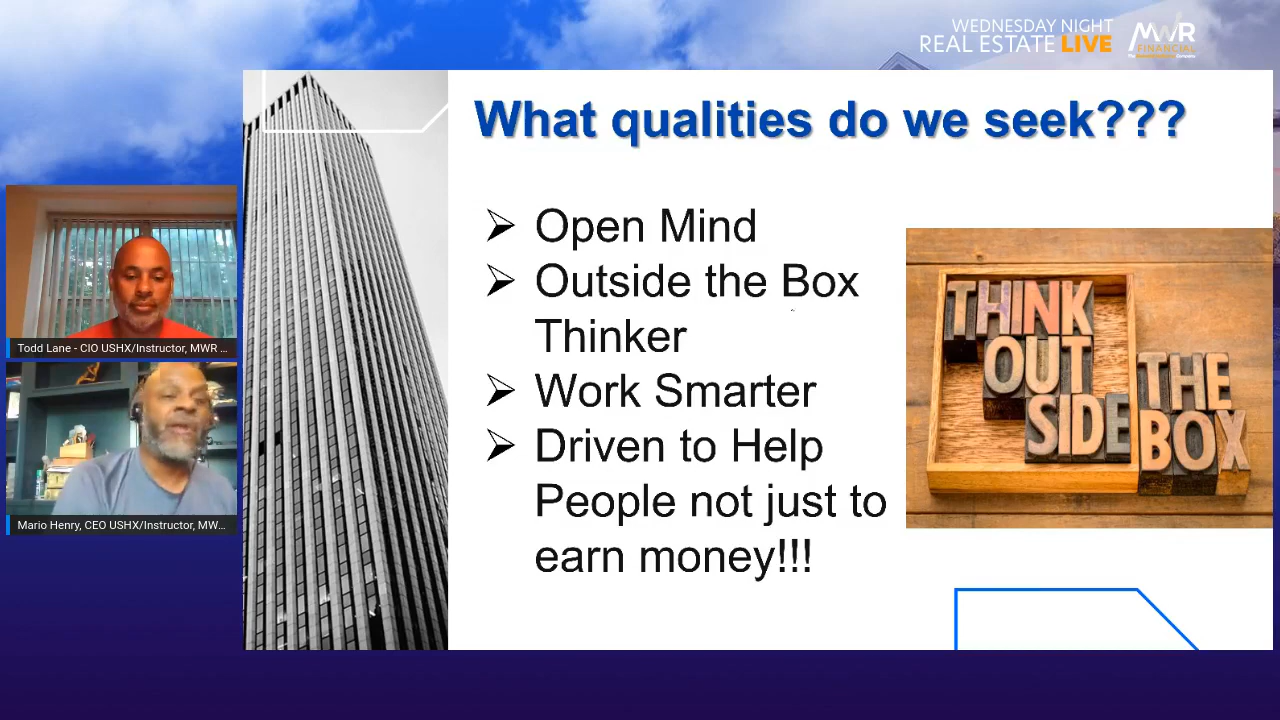 WEDNESDAY NIGHT
REAL ESTATE LIVE
MWR
FINANCIAL
What qualities do we seek???
➢ Open Mind
➢ Outside the Box
Thinker
➢ Work Smarter
➢ Driven to Help
People not just to
earn money!!!
THINK
OUT
SIDE
THE
BOX
Todd Lane - CIO USHX/Instructor, MWR ...
Mario Henry, CEO USHX/Instructor, MW...